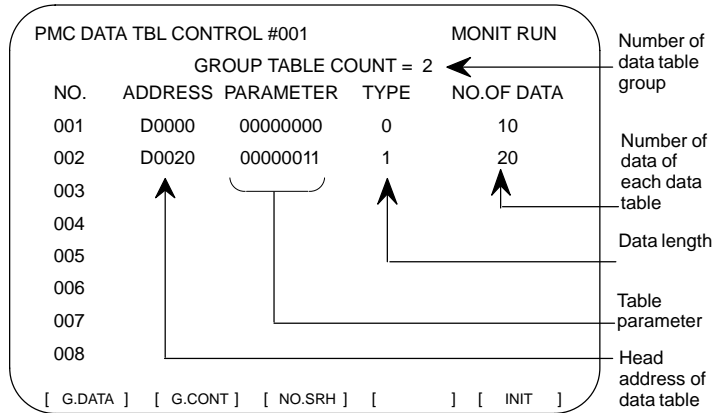 PMC DATA TBL CONTROL #001 MONIT RUN
GROUP TABLE COUNT = 2
NO. ADDRESS PARAMETER TYPE NO.OF DATA
001 D0000 00000000 0 10
002 D0020 00000011 1 20
003
004
005
006
007
008
[ G.DATA ] [ G.CONT ] [ NO.SRH ] [ ] [ INIT ]
Number of
data table
group
Number of
data of
each data
table
Data length
Table
parameter
Head
address of
data table